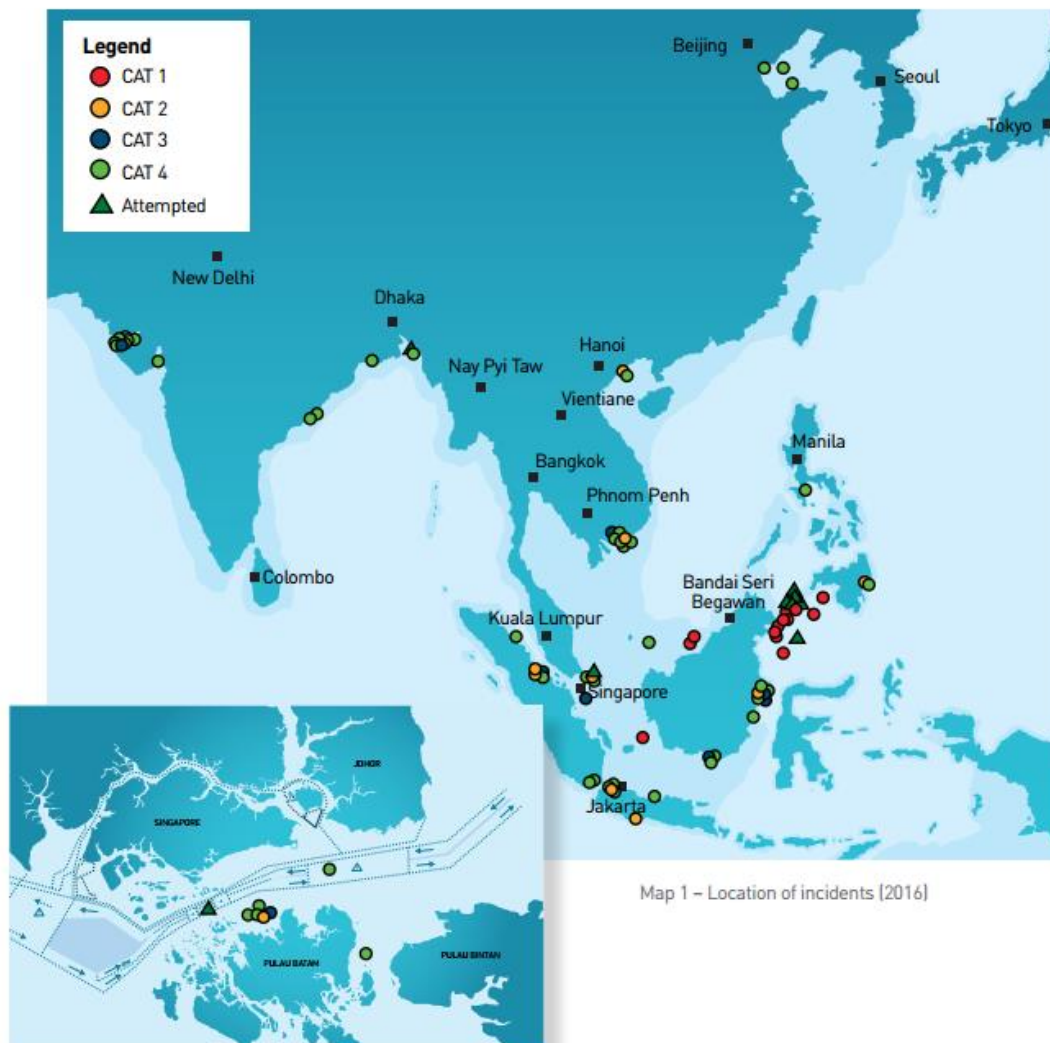 Legend
CAT 1
CAT 2
CAT 3
CAT 4
Attempted
Beijing
Seoul
Tokyo
New Delhi
Dhaka
Hanoi
Nay Pyi Taw
Vientiane
Manila
Bangkok
Phnom Penh
Colombo
Bandai Seri
Begawan
Kuala Lumpur
Singapore
Jakarta
Map 1 – Location of incidents (2016)
JOHOR
SINGAPORE
PULAU BATAN
PULAU BINTAN